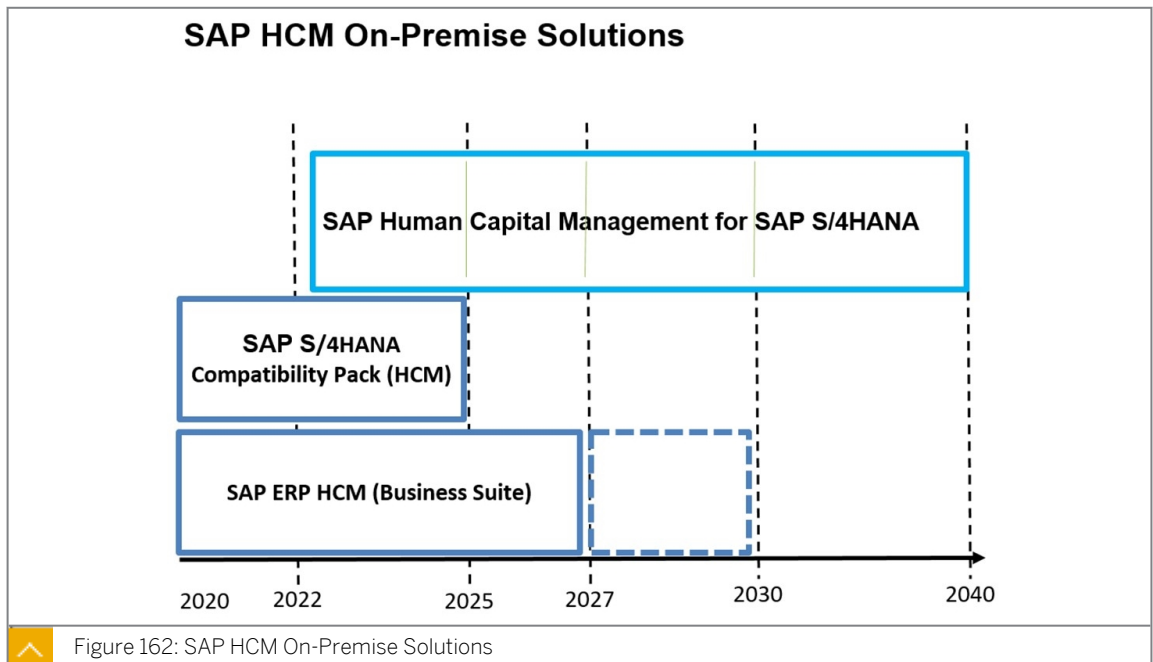 SAP HCM On-Premise Solutions
SAP Human Capital Management for SAP S/4HANA
SAP S/4HANA
Compatibility Pack (HCM)
SAP ERP HCM (Business Suite)
2020 2022 2025 2027 2030 2040
Figure 162: SAP HCM On-Premise Solutions